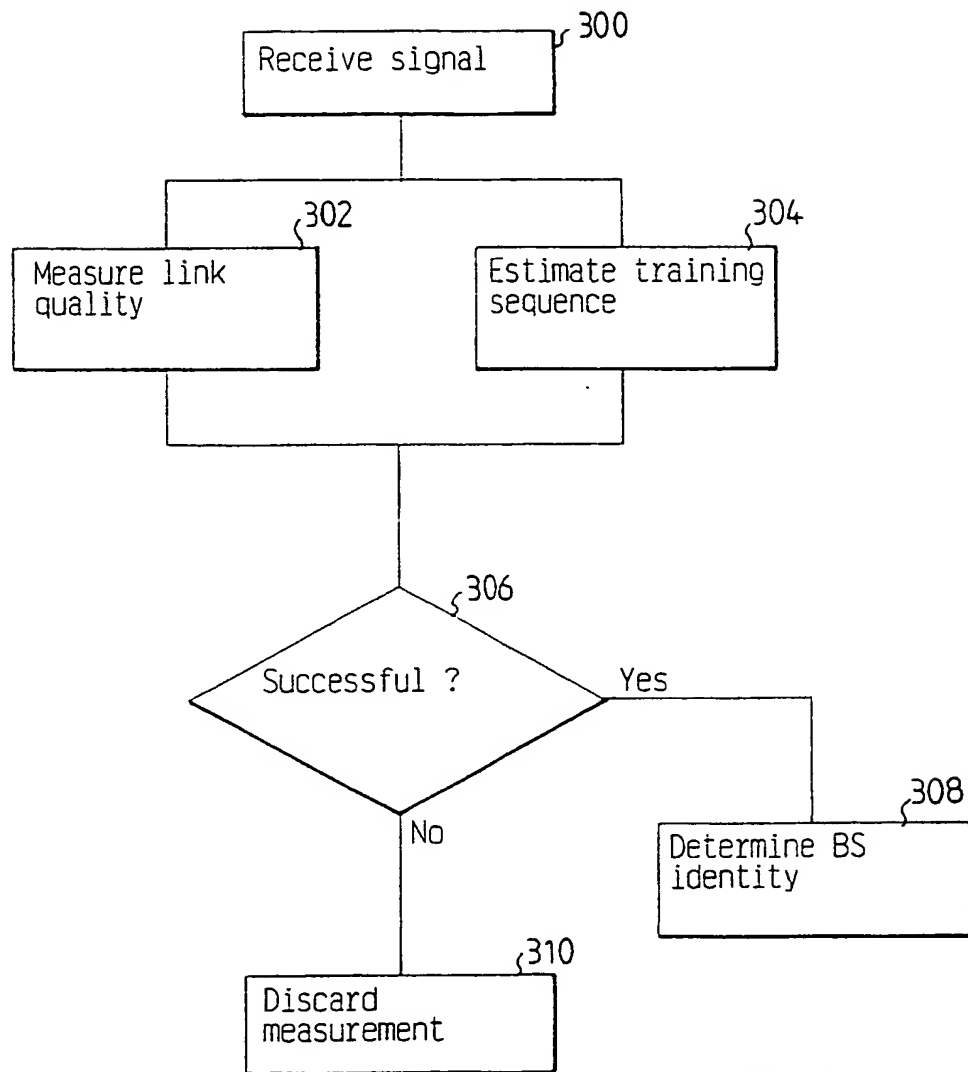 300
Receive signal
302
Measure link
quality
304
Estimate training
sequence
306
Successful ?
Yes
No
308
Determine BS
identity
310
Discard
measurement